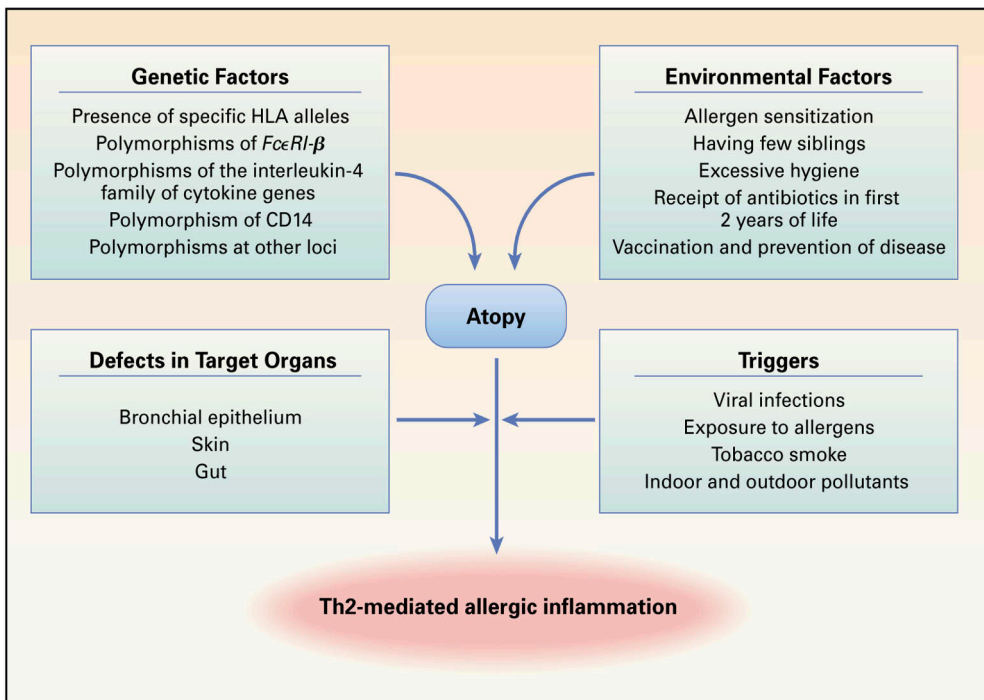 Genetic Factors
Presence of specific HLA alleles
Polymorphisms of FcϵRI-β
Polymorphisms of the interleukin-4
family of cytokine genes
Polymorphism of CD14
Polymorphisms at other loci
Environmental Factors
Allergen sensitization
Having few siblings
Excessive hygiene
Receipt of antibiotics in first
2 years of life
Vaccination and prevention of disease
Atopy
Defects in Target Organs
Bronchial epithelium
Skin
Gut
Triggers
Viral infections
Exposure to allergens
Tobacco smoke
Indoor and outdoor pollutants
Th2-mediated allergic inflammation